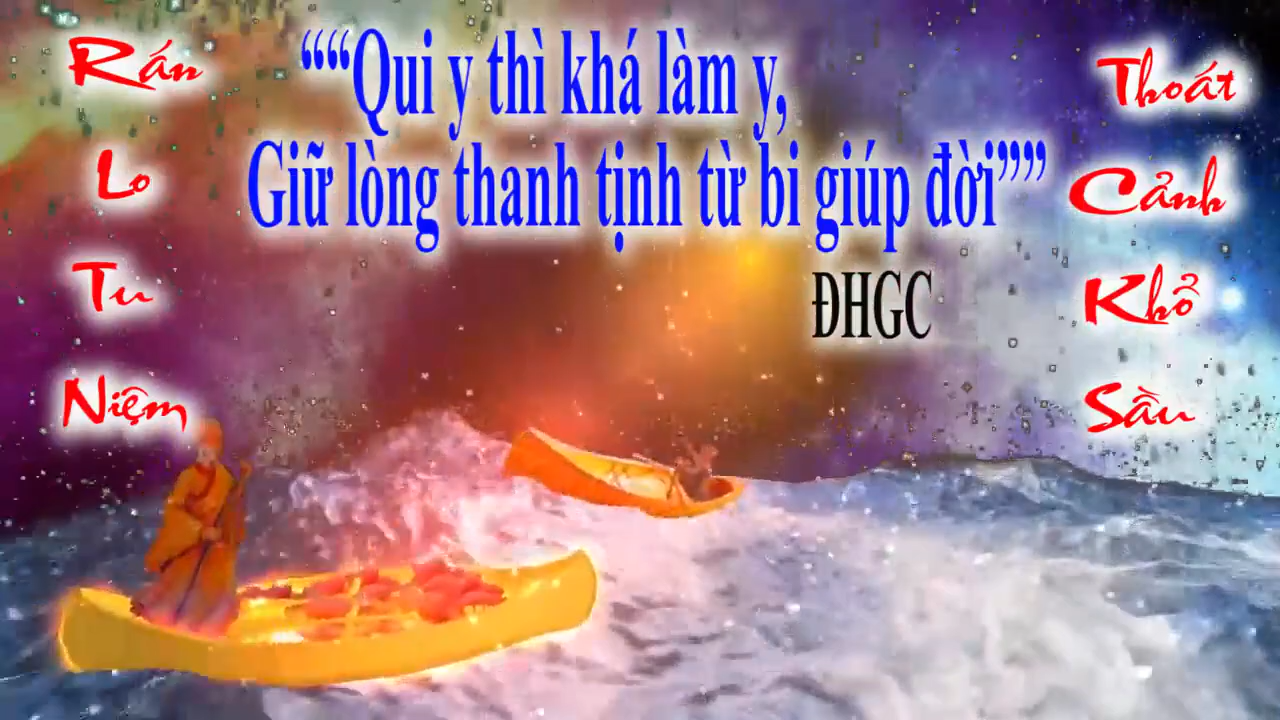 Rán
Lo
Tu
Niệm
““Qui y thì khá làm y,
Giữ lòng thanh tịnh từ bi giúp đời””
ĐHGC
Thoát
Cảnh
Khổ
Sầu